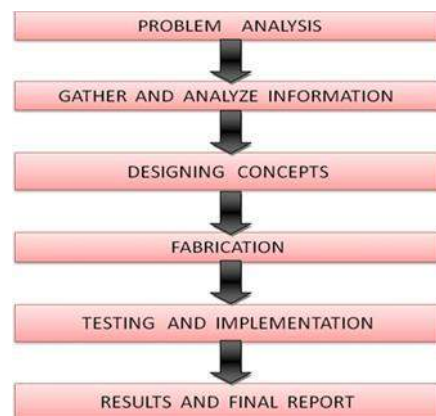 PROBLEM ANALYSIS
GATHER AND ANALYZE INFORMATION
DESIGNING CONCEPTS
FABRICATION
TESTING AND IMPLEMENTATION
RESULTS AND FINAL REPORT